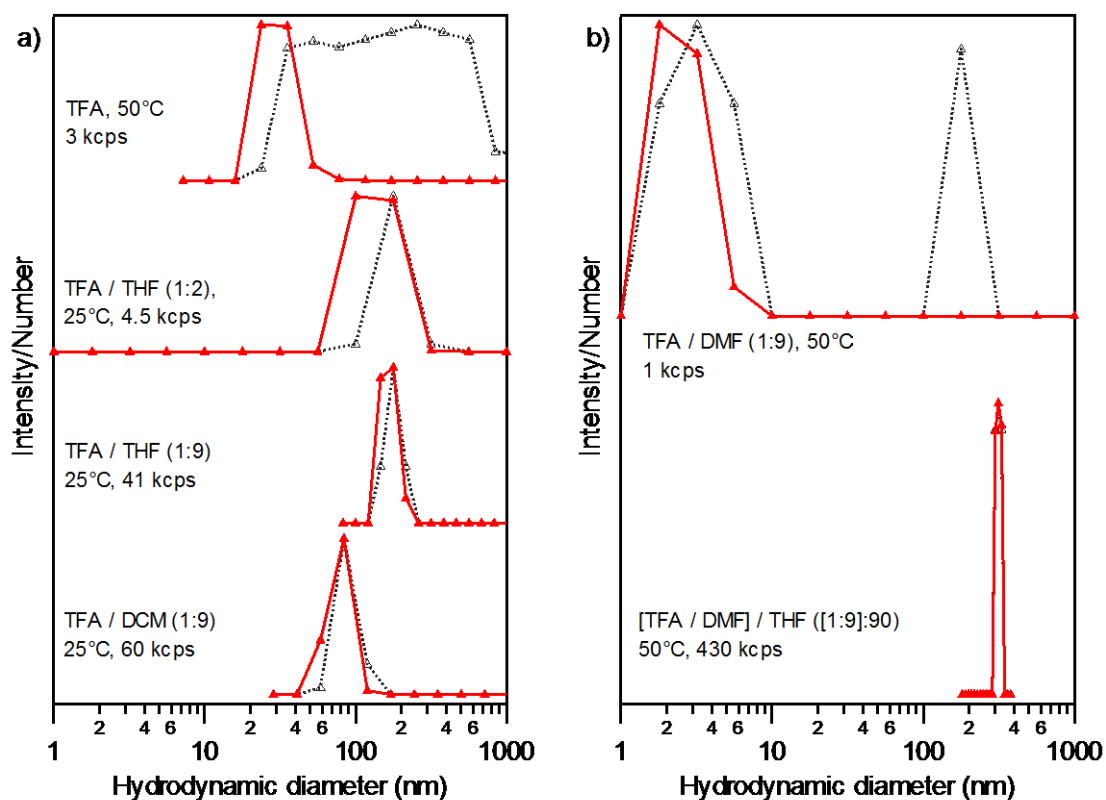 a)
TFA, 50°C
3 kcps
TFA / THF (1:2),
25°C, 4.5 kcps
TFA / THF (1:9)
25°C, 41 kcps
TFA / DCM (1:9)
25°C, 60 kcps
Intensity/Number
1 2 4 6 10 2 4 6 100 2 4 6 1000
Hydrodynamic diameter (nm)
b)
TFA / DMF (1:9), 50°C
1 kcps
[TFA / DMF] / THF ([1:9]:90)
50°C, 430 kcps
Intensity/Number
1 2 4 6 10 2 4 6 100 2 4 6 1000
Hydrodynamic diameter (nm)